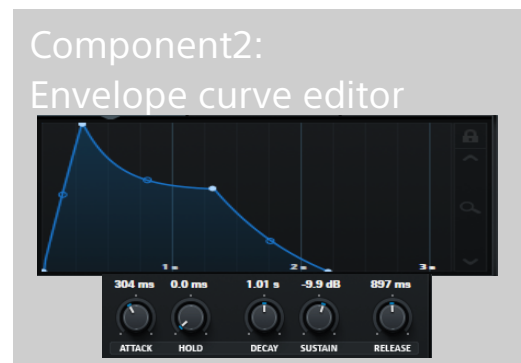 Component2:
Envelope curve editor
1 s 2 s 3 s
304 ms 0.0 ms 1.01 s -9.9 dB 897 ms
ATTACK HOLD DECAY SUSTAIN RELEASE